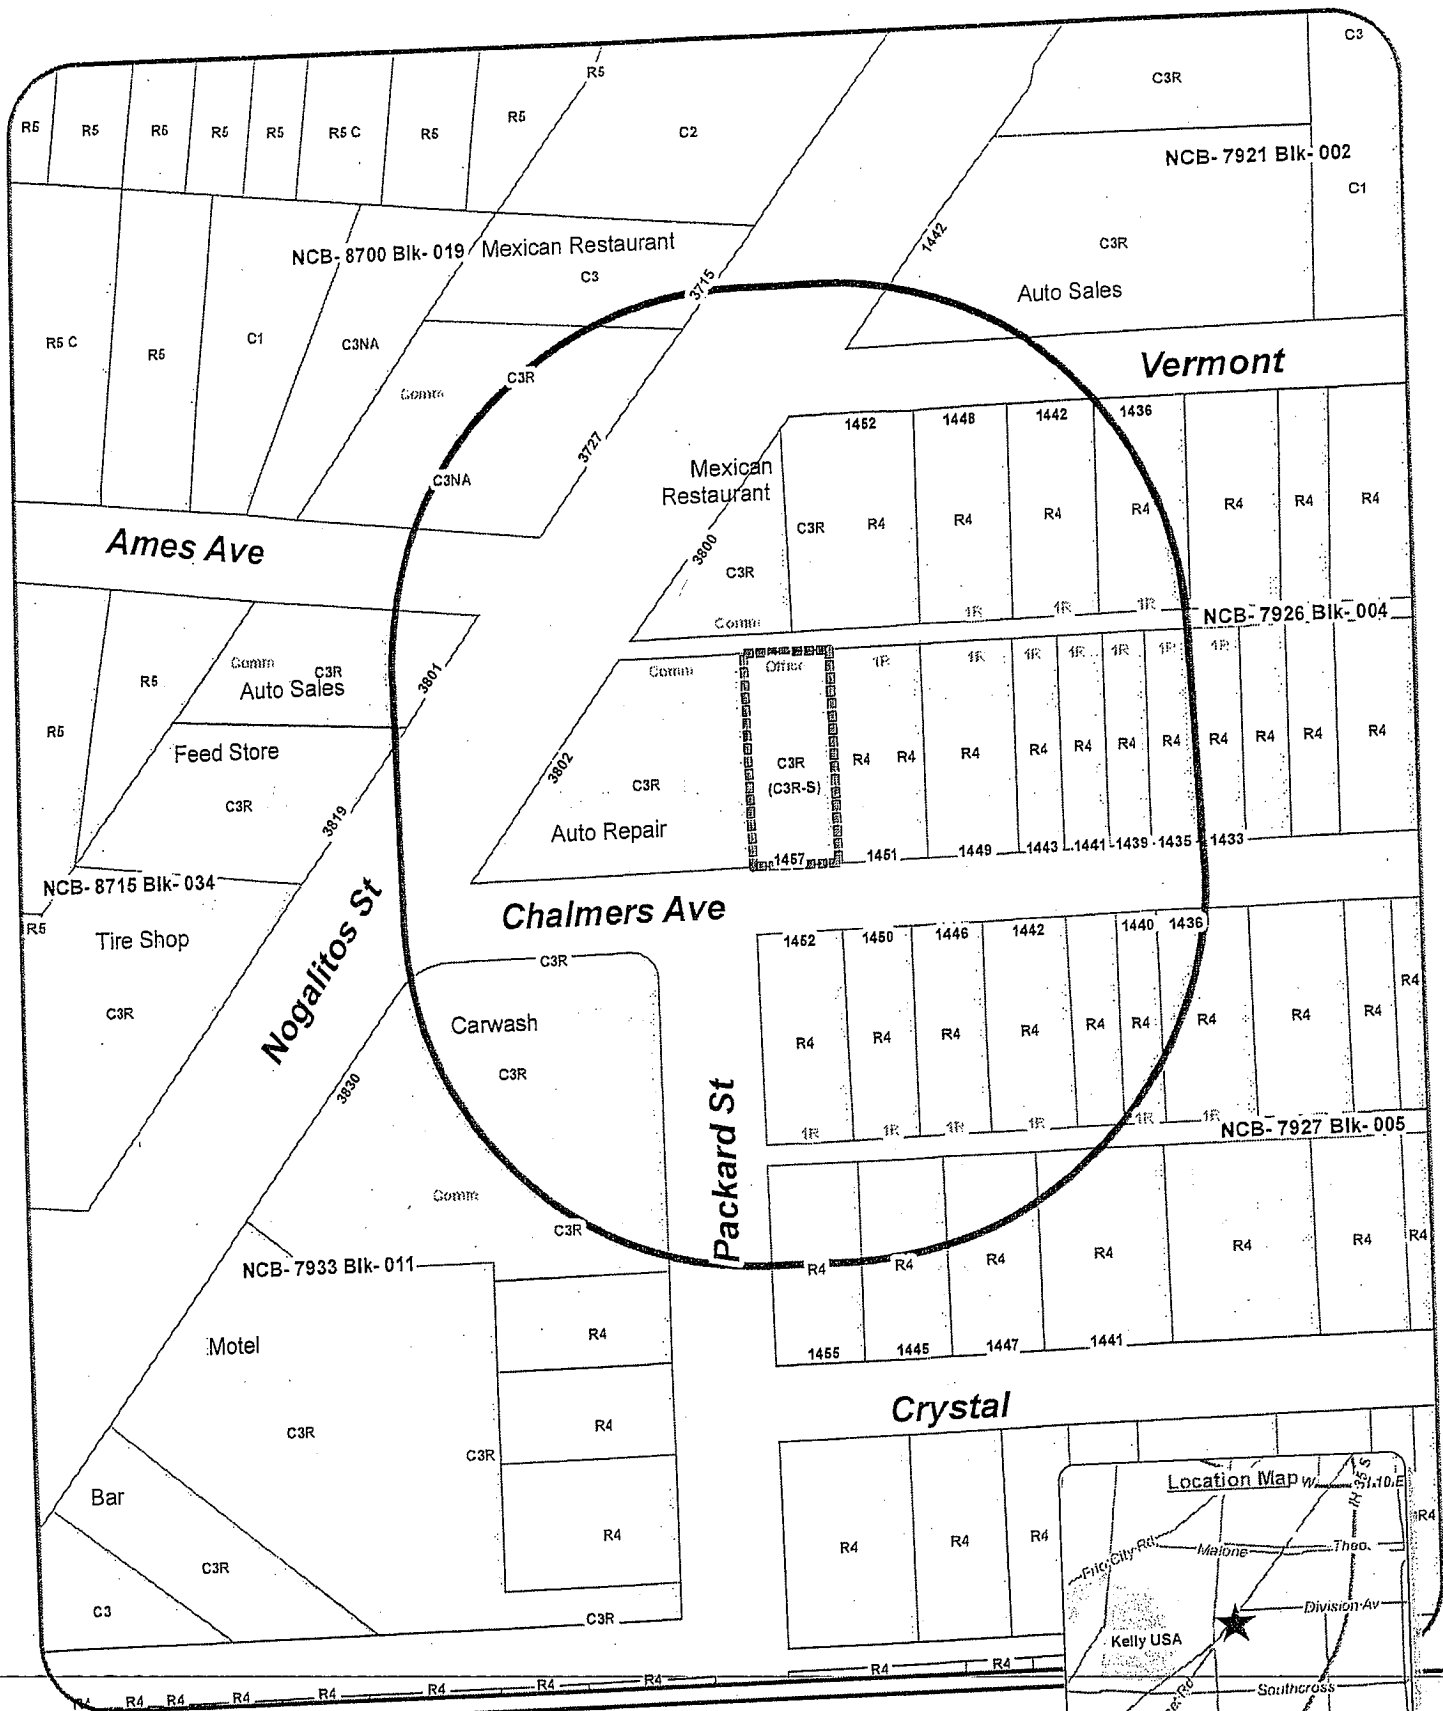 C3
R5
C3R
R5 R5 R5 R5 R5 R5 C R5 R5 C2
NCB- 7921 Blk- 002
C1
NCB- 8700 Blk- 019 Mexican Restaurant
C3
3715
1442
C3R
Auto Sales
R5 C R5 C1 C3NA
Comm
C3R
C3NA
3727
Vermont
1452 1448 1442 1436
Mexican
Restaurant
3800
C3R
C3R R4 R4 R4 R4 R4 R4 R4
Comm
1R 1R 1R
NCB- 7926 Blk- 004
Ames Ave
R5 R5
Comm
C3R
Auto Sales
3801
Feed Store
C3R
3819
Comm
Office
1R 1R 1R 1R 1R 1R 1R
3802
C3R
Auto Repair
C3R
(C3R-S)
R4 R4 R4 R4 R4 R4 R4 R4 R4 R4 R4
1457 1451 1449 1443 1441 1439 1435 1433
NCB- 8715 Blk- 034
R5
Tire Shop
C3R
Nogalitos St
Chalmers Ave
1452 1450 1446 1442 1440 1436
C3R
Carwash
C3R
3830
R4 R4 R4 R4 R4 R4 R4 R4 R4 R4
1R 1R 1R 1R 1R 1R
NCB- 7927 Blk- 005
Packard St
Comm
C3R
NCB- 7933 Blk- 011
R4 R4 R4 R4 R4 R4 R4
1455 1445 1447 1441
Motel
R4
R4
R4
C3R
C3R
Crystal
Bar
C3R
C3
C3R
R4 R4 R4
R4
Location Map
W
IH 35 S
Frio City Rd
Malone
Theo
Division Av
Kelly USA
Southcross
R4 R4 R4 R4 R4 R4 R4 R4 R4 R4